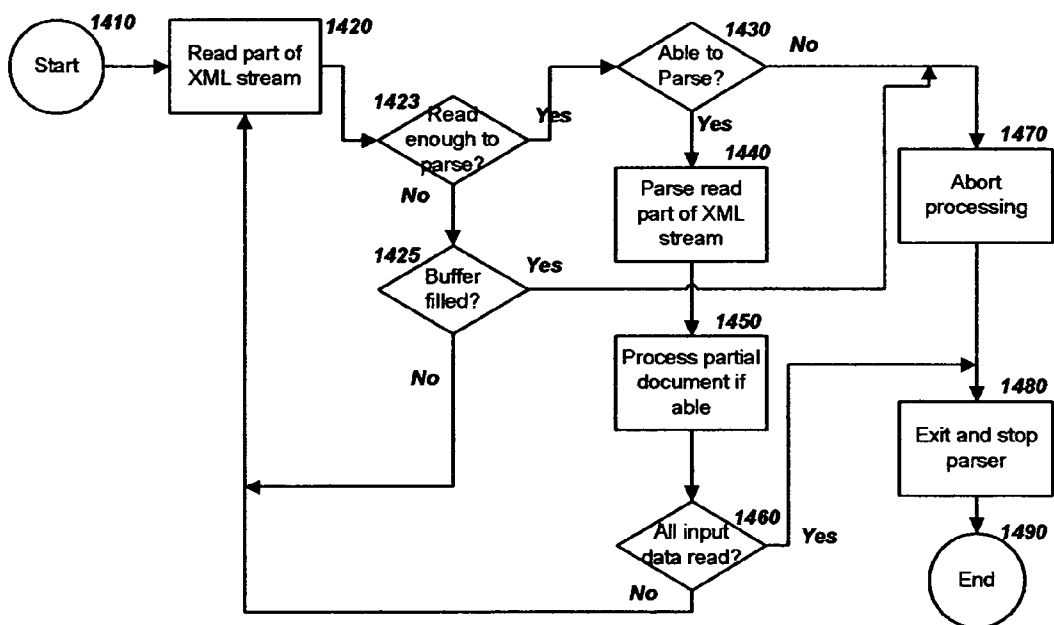 1410
Start
1420
Read part of
XML stream
1423
Read
enough to
parse?
Yes
No
1425
Buffer
filled?
Yes
No
1430
Able to
Parse?
No
Yes
1440
Parse read
part of XML
stream
1450
Process partial
document if
able
1460
All input
data read?
Yes
No
1470
Abort
processing
1480
Exit and stop
parser
1490
End